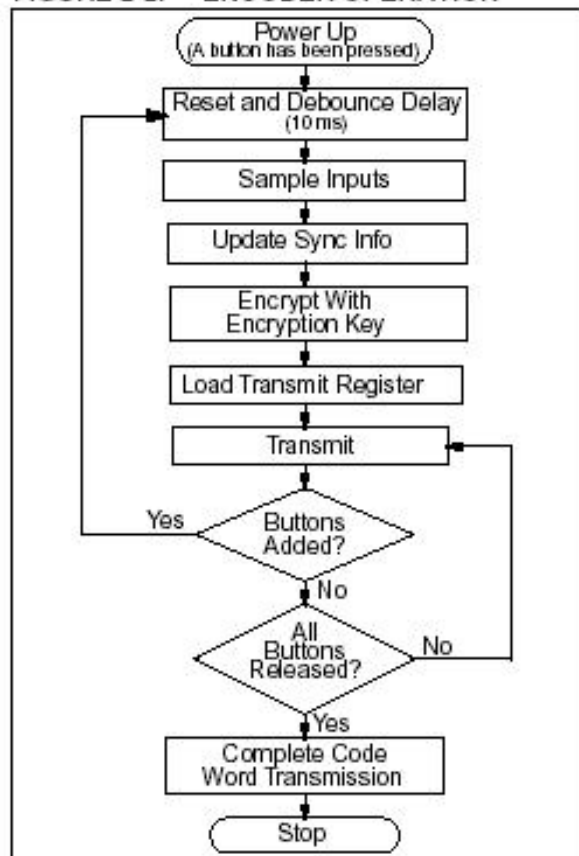 Power Up
(A button has been pressed)
Reset and Debounce Delay
(10 ms)
Sample Inputs
Update Sync Info
Encrypt With
Encryption Key
Load Transmit Register
Transmit
Yes
Buttons
Added?
No
All
Buttons
Released?
No
Yes
Complete Code
Word Transmission
Stop